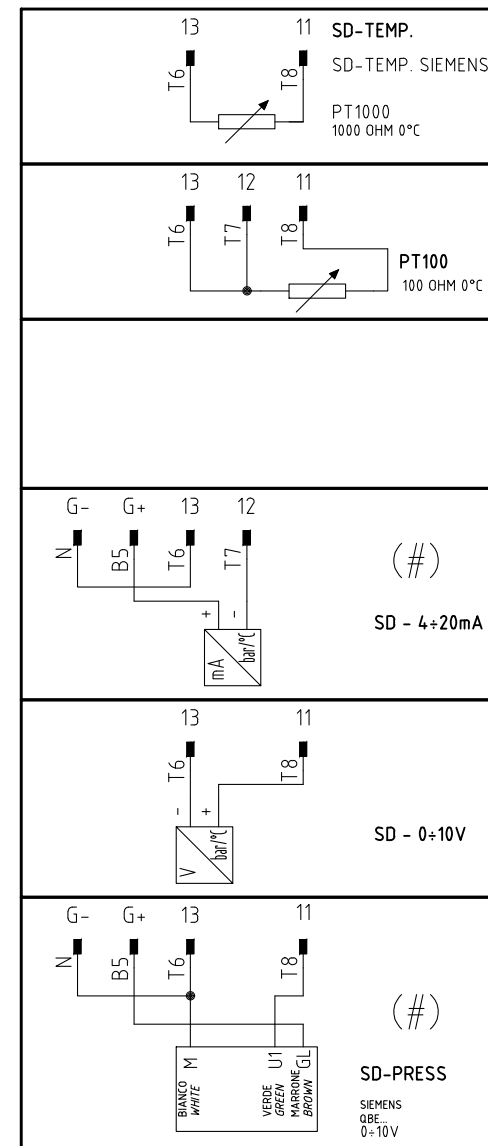 13 11 SD-TEMP.
T6 T8 SD-TEMP. SIEMENS
PT1000
1000 OHM 0°C
13 12 11
T6 T7 T8
PT100
100 OHM 0°C
G- G+ 13 12
N B5 T6 T7
(#)
+ -
SD - 4÷20mA
mA bar/°C
13 11
T6 T8
- +
SD - 0÷10V
V bar/°C
G- G+ 13 11
N B5 T6 T8
(#)
M U1 GL
BIANCO VERDE MARRONE
WHITE GREEN BROWN
SD-PRESS
SIEMENS
QBE...
0÷10V